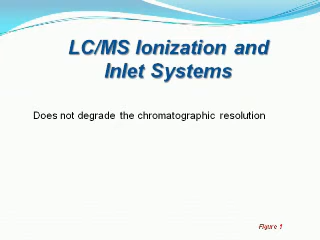 LC/MS Ionization and
Inlet Systems
Does not degrade the chromatographic resolution
Figure 1